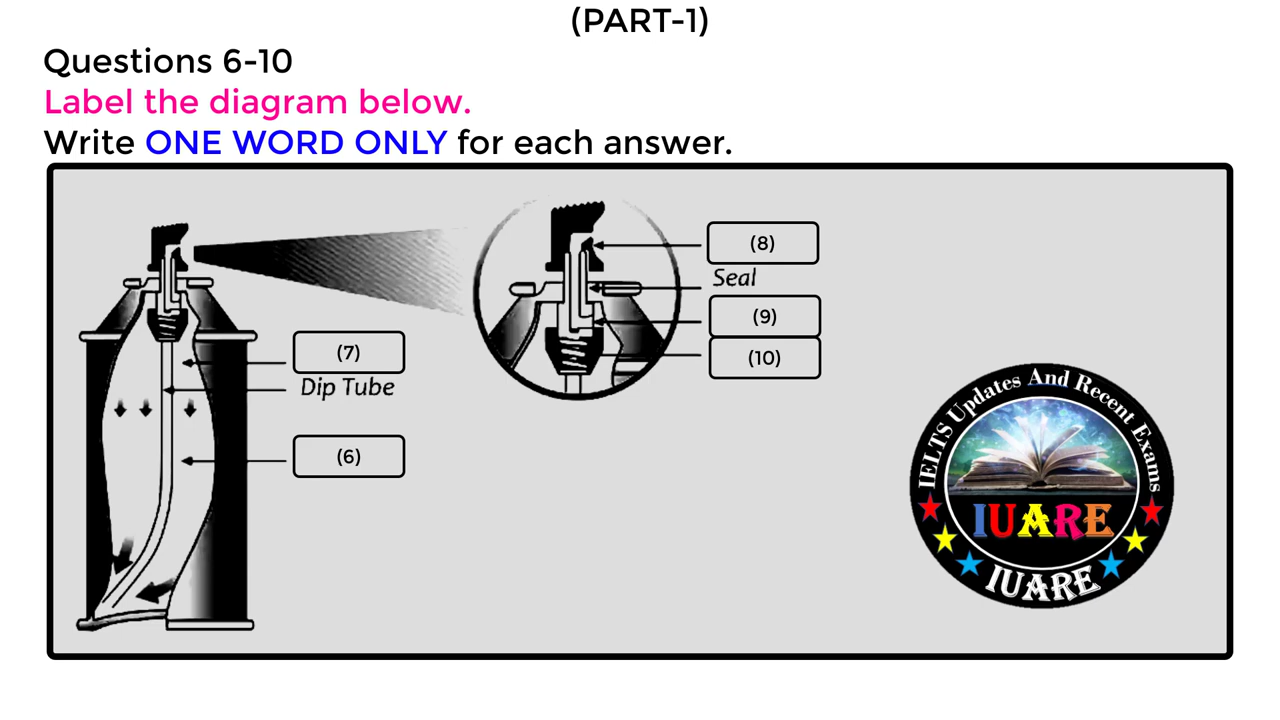 (PART-1)
Questions 6-10
Label the diagram below.
Write ONE WORD ONLY for each answer.
(8)
Seal
(9)
(7)
(10)
Dip Tube
(6)
IELTS Updates And Recent Exams
IUARE
IUARE